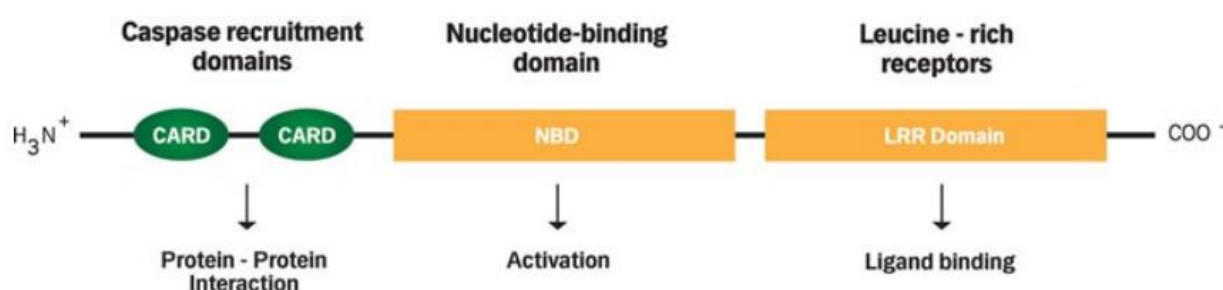 Caspase recruitment
domains
Nucleotide-binding
domain
Leucine - rich
receptors
H₃N⁺ CARD CARD NBD LRR Domain COO⁻
Protein - Protein
Interaction
Activation
Ligand binding